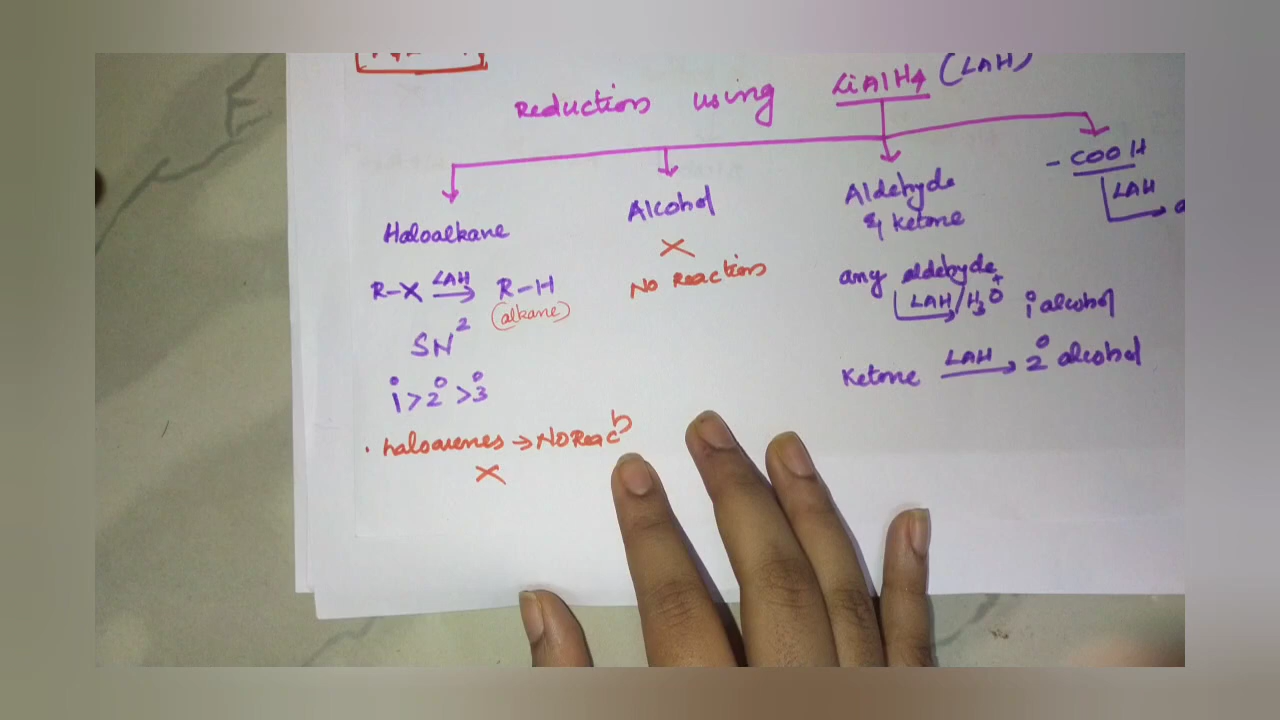 Reduction using LiAlH4 (LAH)
Haloalkane
R-X LAH→ R-H
(alkane)
SN²
1° > 2° > 3°
. haloarenes → NO Reacⁿ
×
Alcohol
×
No Reaction
Aldehyde
& Ketone
any aldehyde
LAH/H3O⁺→ 1° alcohol
Ketone LAH→ 2° alcohol
- COOH
LAH→